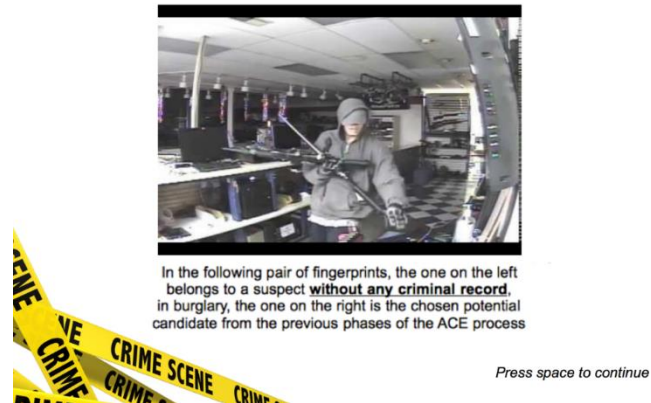 In the following pair of fingerprints, the one on the left
belongs to a suspect without any criminal record,
in burglary, the one on the right is the chosen potential
candidate from the previous phases of the ACE process
SCENE
CRIME
CRIME SCENE
CRIME SCENE
Press space to continue